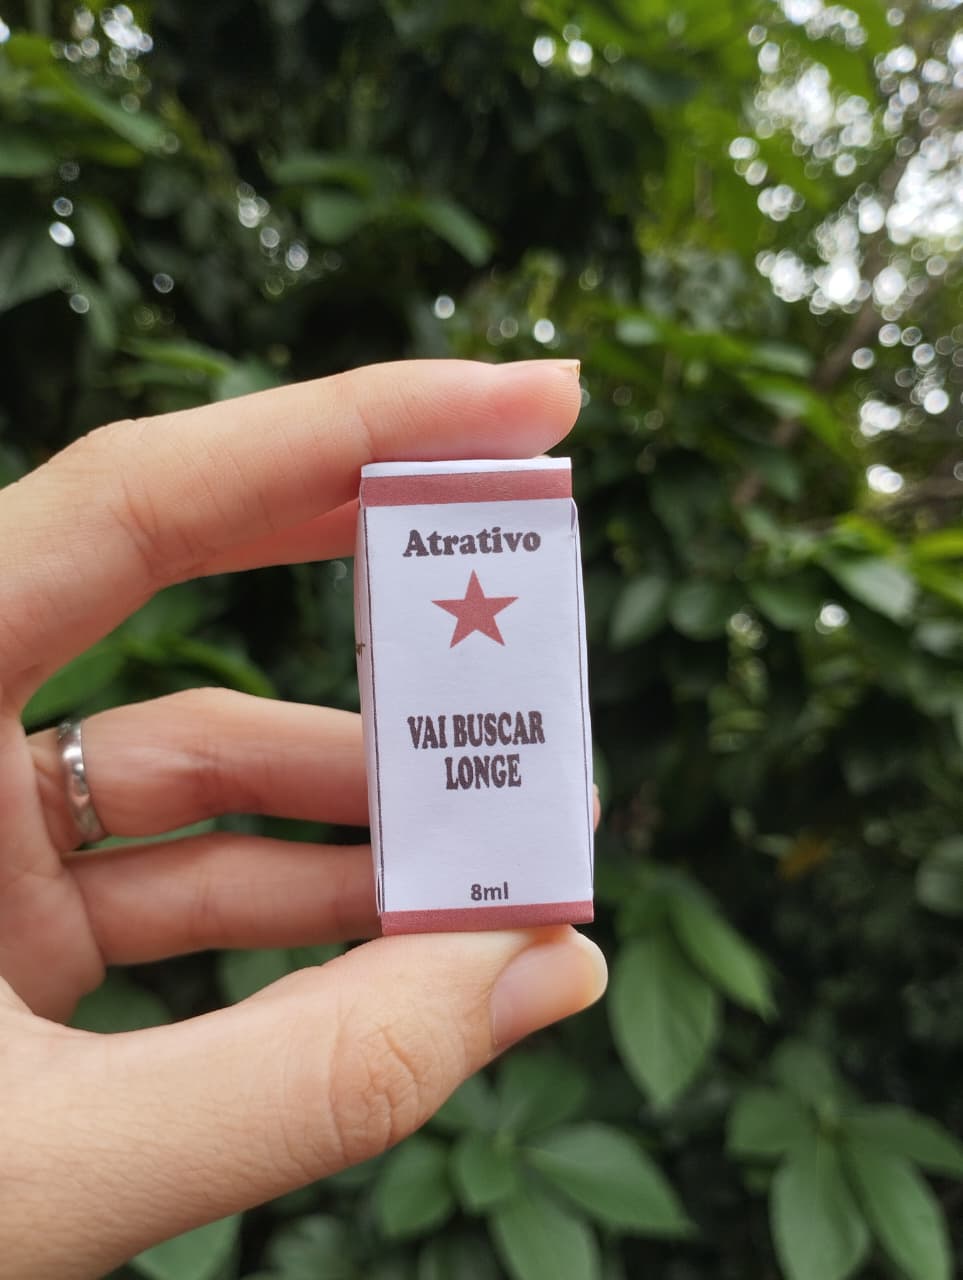 Atrativo
VAI BUSCAR
LONGE
8ml